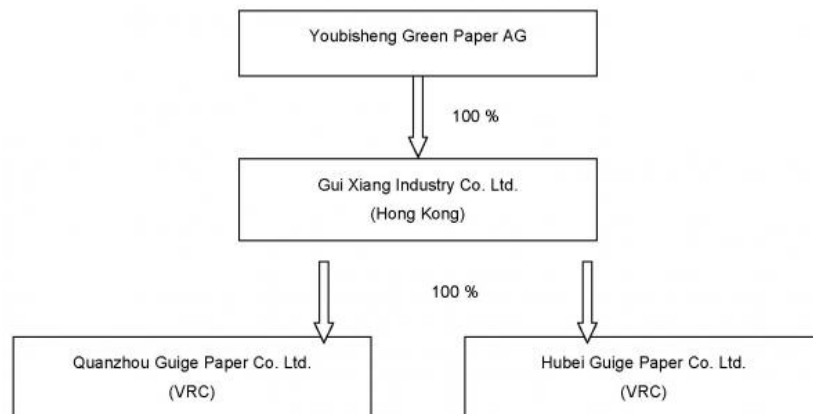 Youbisheng Green Paper AG
100 %
Gui Xiang Industry Co. Ltd.
(Hong Kong)
100 %
Quanzhou Guige Paper Co. Ltd.
(VRC)
Hubei Guige Paper Co. Ltd.
(VRC)